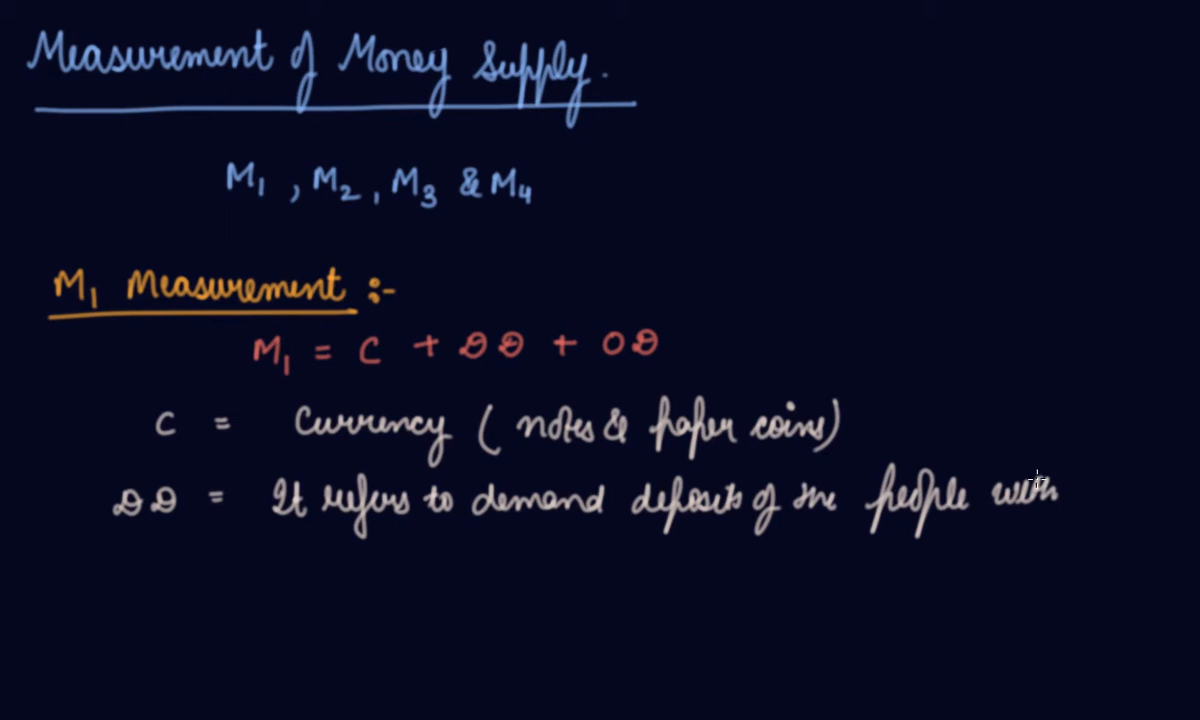 Measurement of Money Supply.
M1, M2, M3 & M4
M1 Measurement :-
M1 = C + DD + OD
C = Currency ( notes & paper coins)
DD = It refers to demand deposits of the people with